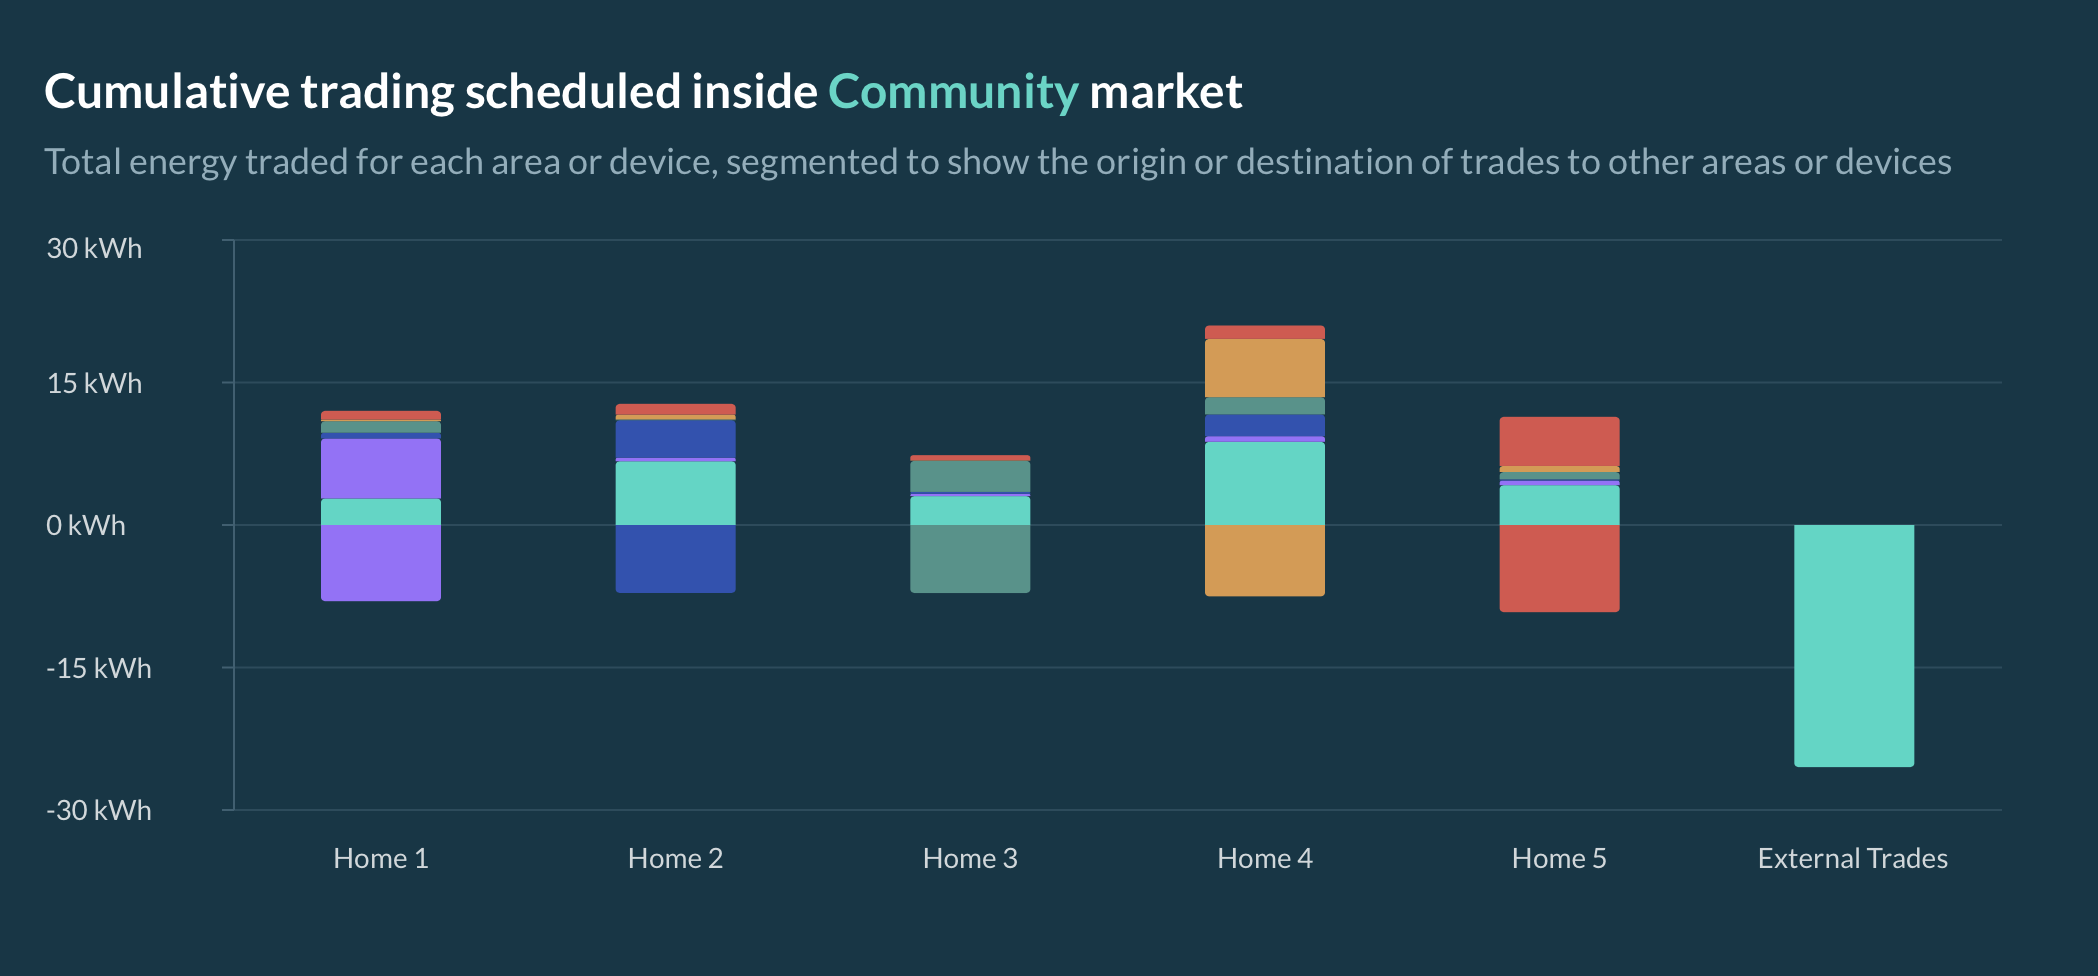 Cumulative trading scheduled inside Community market
Total energy traded for each area or device, segmented to show the origin or destination of trades to other areas or devices
30 kWh
15 kWh
0 kWh
-15 kWh
-30 kWh
Home 1
Home 2
Home 3
Home 4
Home 5
External Trades